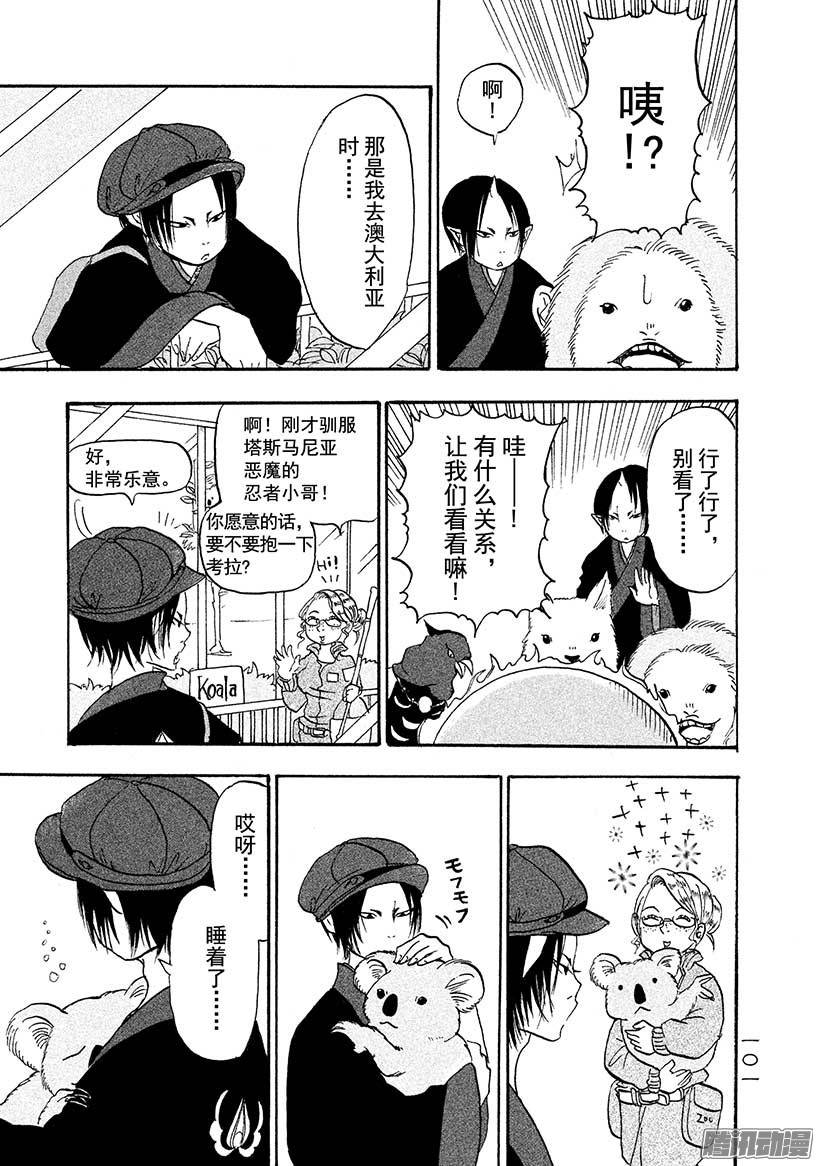 咦
!?
啊!
那是我去澳大利亚
时……
行了行了,
别看了……
哇——!
有什么关系,
让我们看看嘛!
啊!刚才驯服
塔斯马尼亚
恶魔的
忍者小哥!
你愿意的话,
要不要抱一下
考拉?
Hi!
好,
非常乐意。
Koala
Zoo
モフモフ
哎呀……
睡着了……
101
腾讯动漫